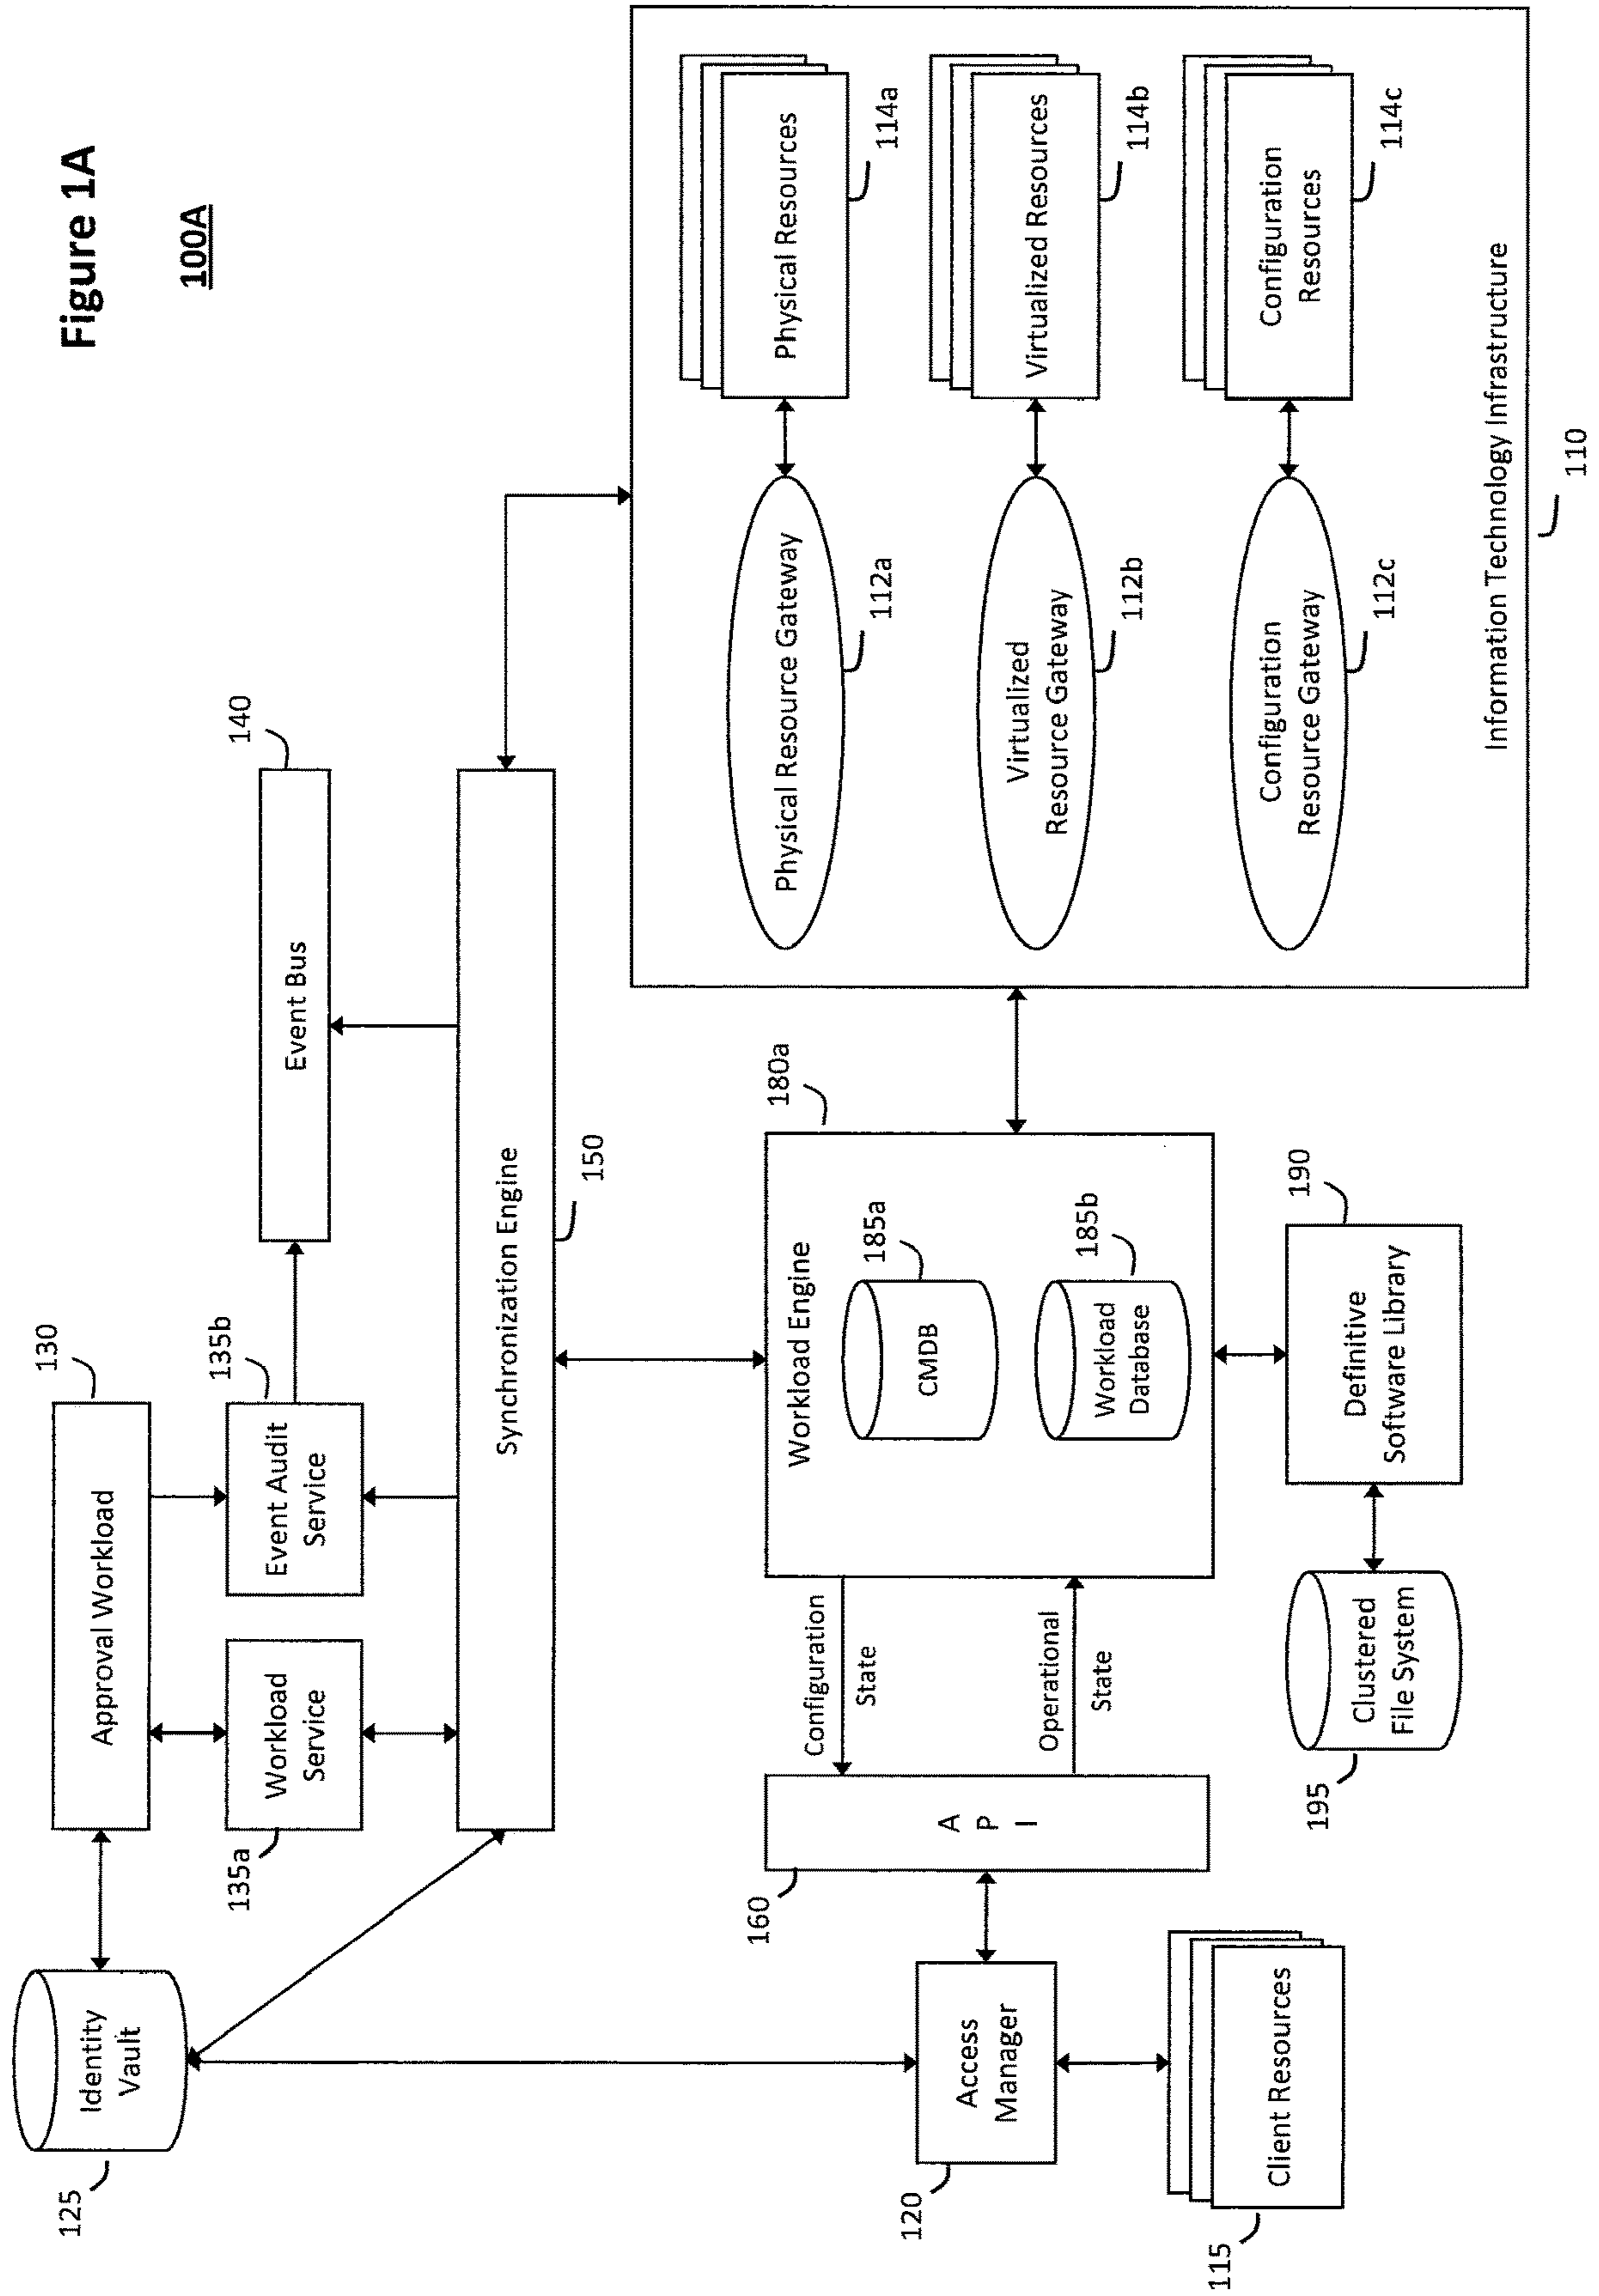 Figure 1A
100A
130
Approval Workload
125
Identity
Vault
135a
Workload
Service
135b
Event Audit
Service
140
Event Bus
Synchronization Engine
150
180a
Workload Engine
185a
CMDB
185b
Workload
Database
Configuration
State
Operational
State
160
A
P
I
120
Access
Manager
115
Client Resources
190
Definitive
Software Library
195
Clustered
File System
Physical Resource Gateway
112a
Physical Resources
114a
Virtualized
Resource Gateway
112b
Virtualized Resources
114b
Configuration
Resource Gateway
112c
Configuration
Resources
114c
Information Technology Infrastructure
110